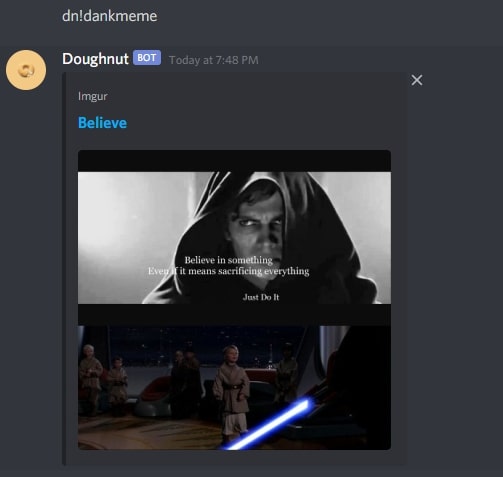 dn!dankmeme
Doughnut BOT Today at 7:48 PM
Imgur
Believe
Believe in something
Even if it means sacrificing everything
Just Do It